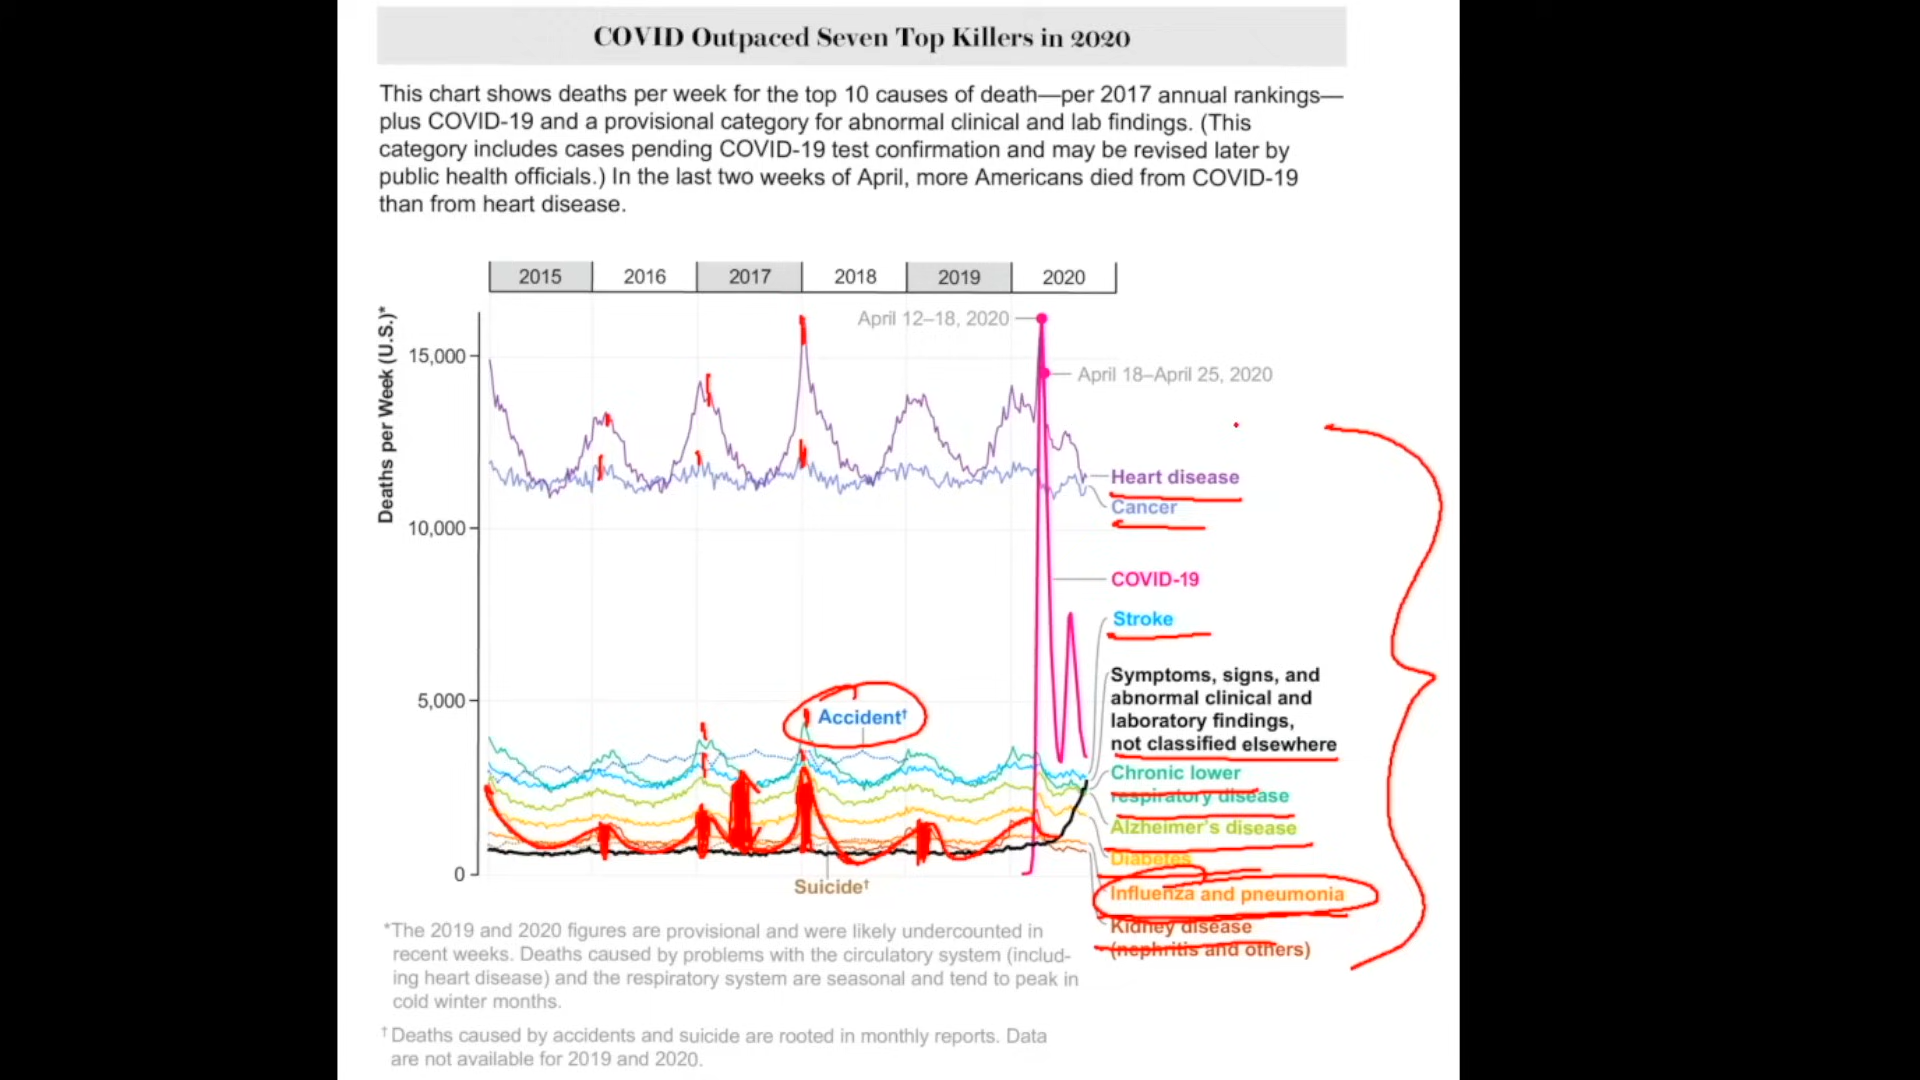 COVID Outpaced Seven Top Killers in 2020
This chart shows deaths per week for the top 10 causes of death—per 2017 annual rankings—
plus COVID-19 and a provisional category for abnormal clinical and lab findings. (This
category includes cases pending COVID-19 test confirmation and may be revised later by
public health officials.) In the last two weeks of April, more Americans died from COVID-19
than from heart disease.
2015 2016 2017 2018 2019 2020
Deaths per Week (U.S.)*
April 12–18, 2020
15,000
April 18–April 25, 2020
Heart disease
Cancer
10,000
COVID-19
Stroke
Symptoms, signs, and
abnormal clinical and
laboratory findings,
not classified elsewhere
5,000
Accident†
Chronic lower
respiratory disease
Alzheimer's disease
Diabetes
0
Suicide†
Influenza and pneumonia
Kidney disease
(nephritis and others)
*The 2019 and 2020 figures are provisional and were likely undercounted in
recent weeks. Deaths caused by problems with the circulatory system (includ-
ing heart disease) and the respiratory system are seasonal and tend to peak in
cold winter months.
†Deaths caused by accidents and suicide are rooted in monthly reports. Data
are not available for 2019 and 2020.